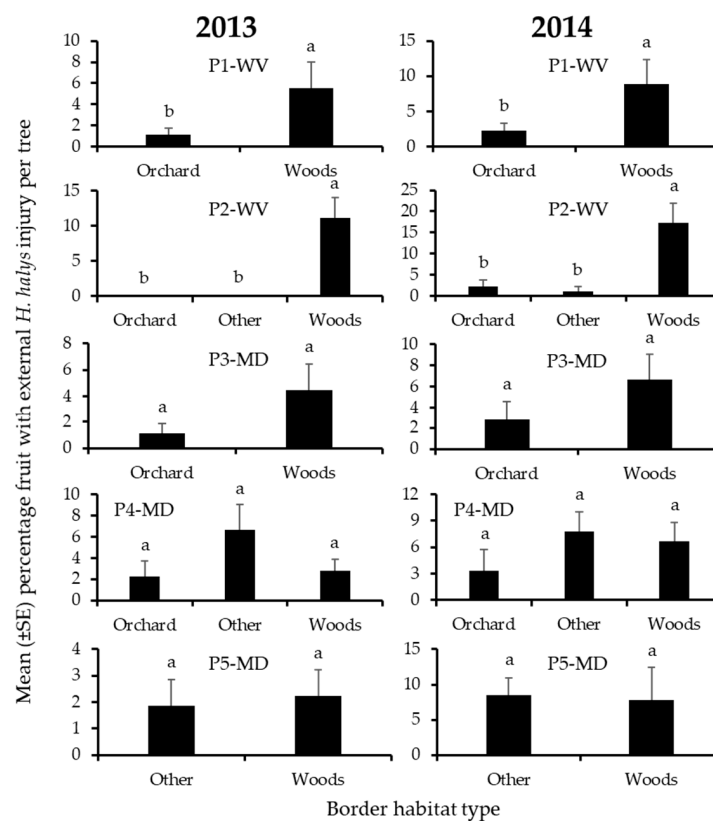 2013 2014
Mean (±SE) percentage fruit with external H. halys injury per tree
10
8
6
4
2
0
P1-WV
b a
Orchard Woods
15
10
5
0
P1-WV
b a
Orchard Woods
15
10
5
0
P2-WV
b b a
Orchard Other Woods
25
20
15
10
5
0
P2-WV
b b a
Orchard Other Woods
8
6
4
2
0
P3-MD
a a
Orchard Woods
10
8
6
4
2
0
P3-MD
a a
Orchard Woods
10
8
6
4
2
0
P4-MD
a a a
Orchard Other Woods
12
9
6
3
0
P4-MD
a a a
Orchard Other Woods
4
3
2
1
0
P5-MD
a a
Other Woods
15
10
5
0
P5-MD
a a
Other Woods
Border habitat type